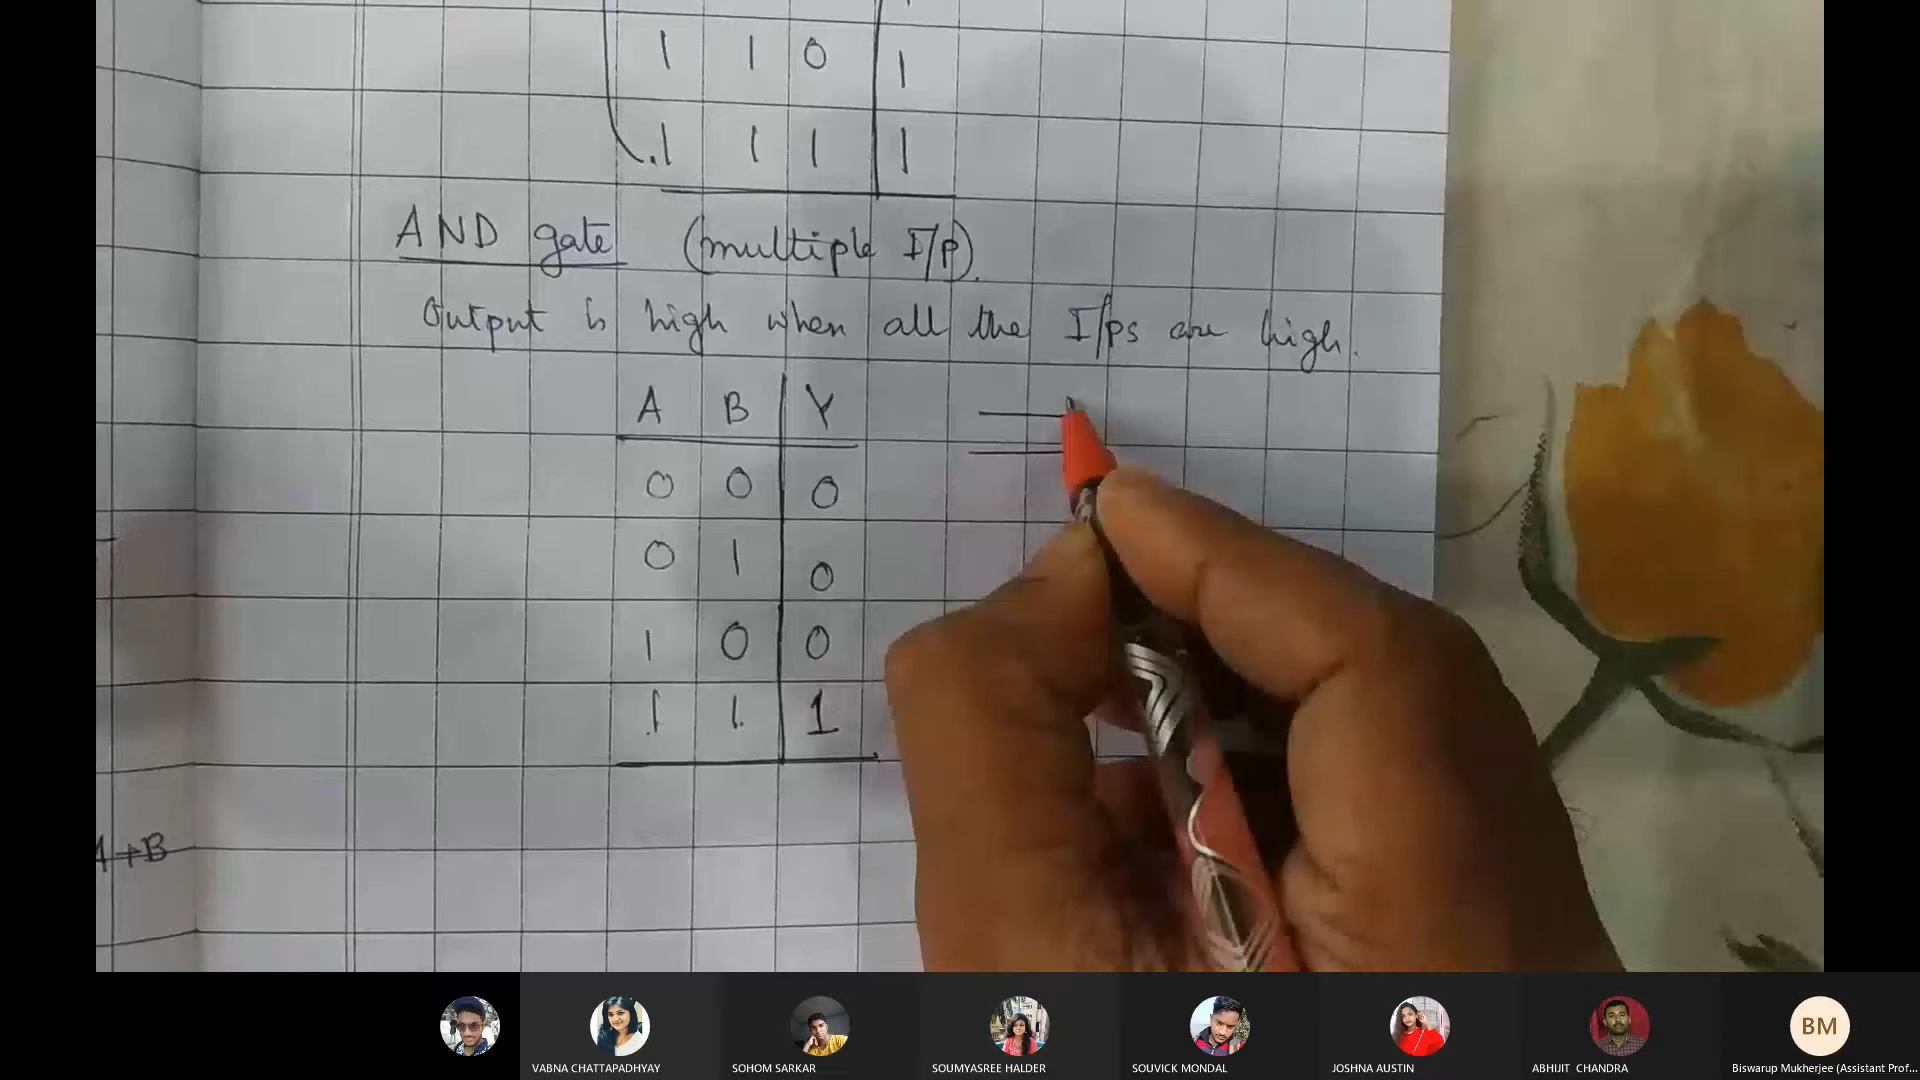 1 1 0 1
1 1 1 1
AND gate (multiple I/p).
Output is high when all the I/ps are high.
A B Y
0 0 0
0 1 0
1 0 0
1 1 1
A+B
VABNA CHATTAPADHYAY
SOHOM SARKAR
SOUMYASREE HALDER
SOUVICK MONDAL
JOSHNA AUSTIN
ABHIJIT CHANDRA
BM
Biswarup Mukherjee (Assistant Prof...